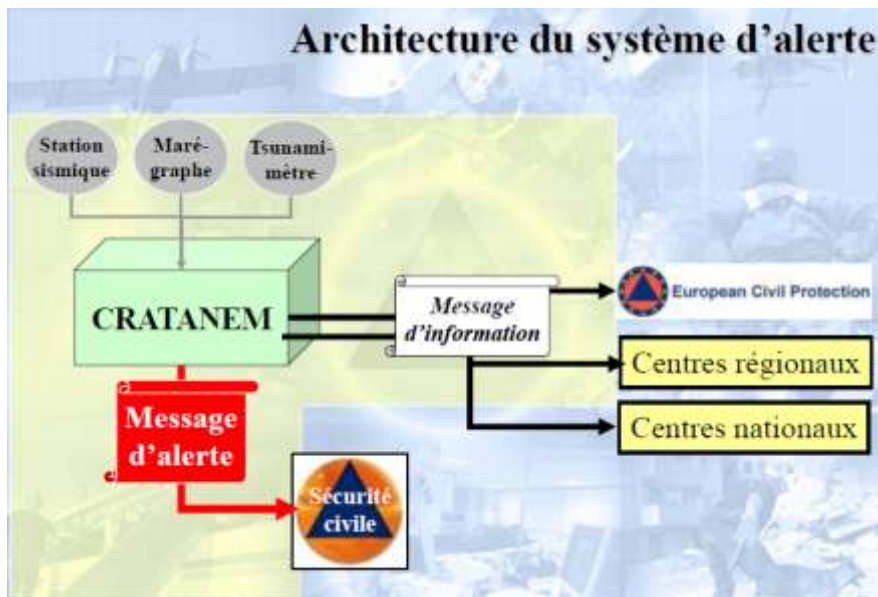 Architecture du système d'alerte
Station
sismique
Maré-
graphe
Tsunami-
mètre
CRATANEM
Message
d'information
European Civil Protection
Centres régionaux
Centres nationaux
Message
d'alerte
Sécurité
civile